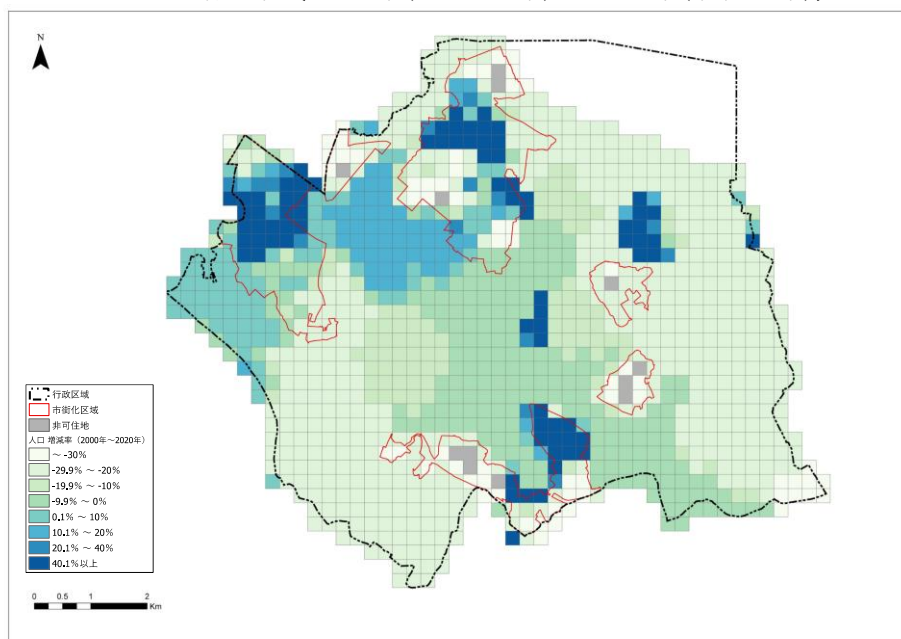 N
行政区域
市街化区域
非可住地
人口 増減率（2000年～2020年）
～ -30%
-29.9% ～ -20%
-19.9% ～ -10%
-9.9% ～ 0%
0.1% ～ 10%
10.1% ～ 20%
20.1% ～ 40%
40.1%以上
0 0.5 1 2
Km